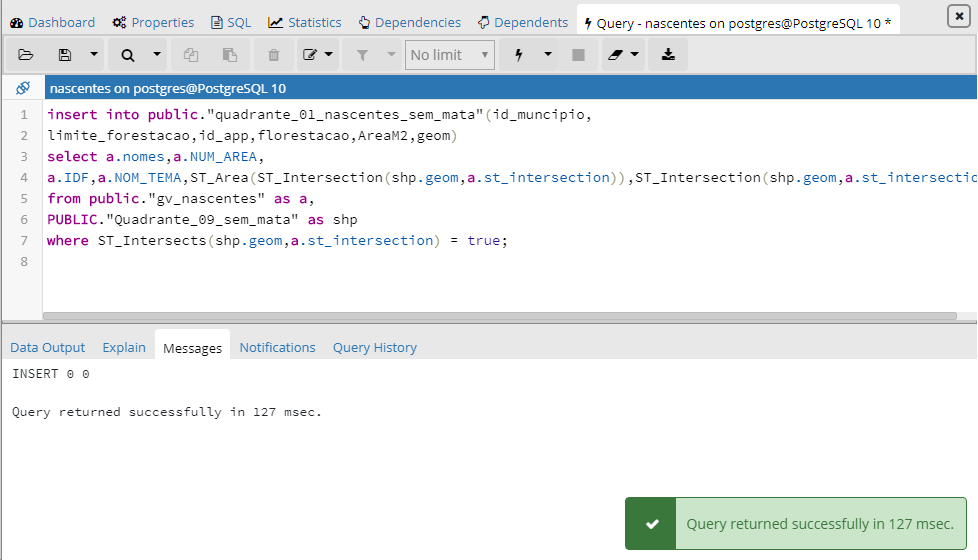 Dashboard Properties SQL Statistics Dependencies Dependents Query - nascentes on postgres@PostgreSQL 10 *
No limit
nascentes on postgres@PostgreSQL 10
1 insert into public."quadrante_01_nascentes_sem_mata"(id_muncipio,
2 limite_forestacao,id_app,florestacao,AreaM2,geom)
3 select a.nomes,a.NUM_AREA,
4 a.IDF,a.NOM_TEMA,ST_Area(ST_Intersection(shp.geom,a.st_intersection)),ST_Intersection(shp.geom,a.st_intersectio
5 from public."gv_nascentes" as a,
6 PUBLIC."Quadrante_09_sem_mata" as shp
7 where ST_Intersects(shp.geom,a.st_intersection) = true;
8
Data Output Explain Messages Notifications Query History
INSERT 0 0
Query returned successfully in 127 msec.
Query returned successfully in 127 msec.